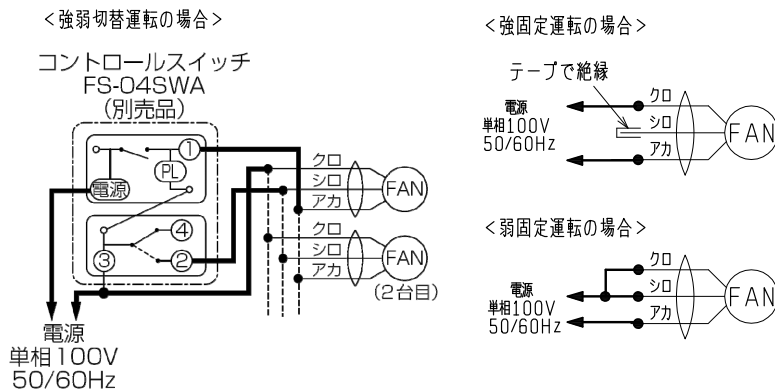 <強弱切替運転の場合>
コントロールスイッチ
FS-04SWA
(別売品)
①
PL
電源
④
③
②
クロ
シロ
アカ
FAN
クロ
シロ
アカ
FAN
(2台目)
電源
単相100V
50/60Hz
<強固定運転の場合>
テープで絶縁
電源
単相100V
50/60Hz
クロ
シロ
アカ
FAN
<弱固定運転の場合>
電源
単相100V
50/60Hz
クロ
シロ
アカ
FAN